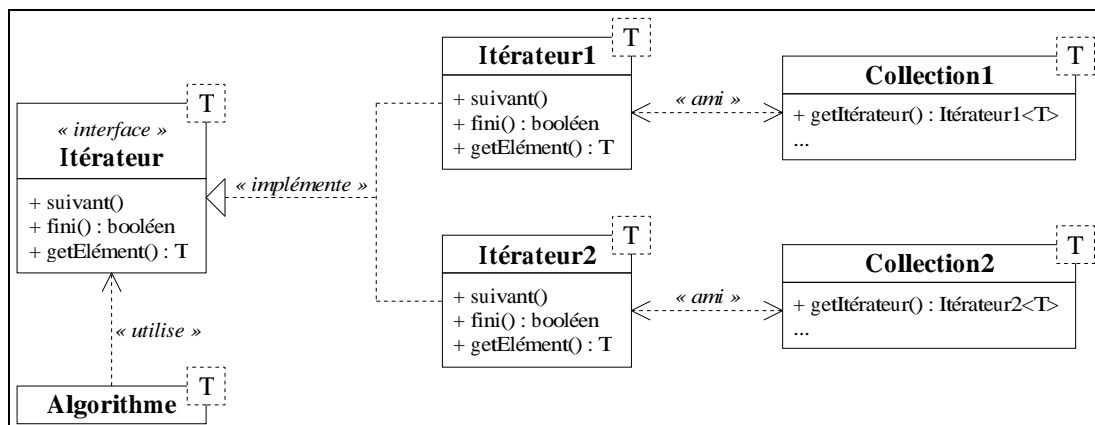 T
« interface »
Itérateur
+ suivant()
+ fini() : booléen
+ getElément() : T
« implémente »
« utilise »
T
Algorithme
T
Itérateur1
+ suivant()
+ fini() : booléen
+ getElément() : T
« ami »
T
Collection1
+ getItérateur() : Itérateur1<T>
...
T
Itérateur2
+ suivant()
+ fini() : booléen
+ getElément() : T
« ami »
T
Collection2
+ getItérateur() : Itérateur2<T>
...